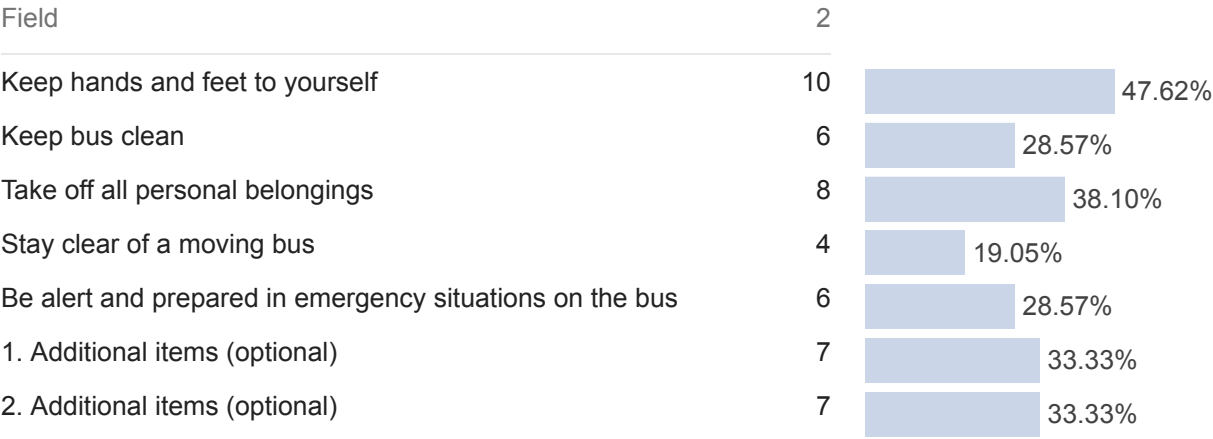 Field 2
Keep hands and feet to yourself 10 47.62%
Keep bus clean 6 28.57%
Take off all personal belongings 8 38.10%
Stay clear of a moving bus 4 19.05%
Be alert and prepared in emergency situations on the bus 6 28.57%
1. Additional items (optional) 7 33.33%
2. Additional items (optional) 7 33.33%